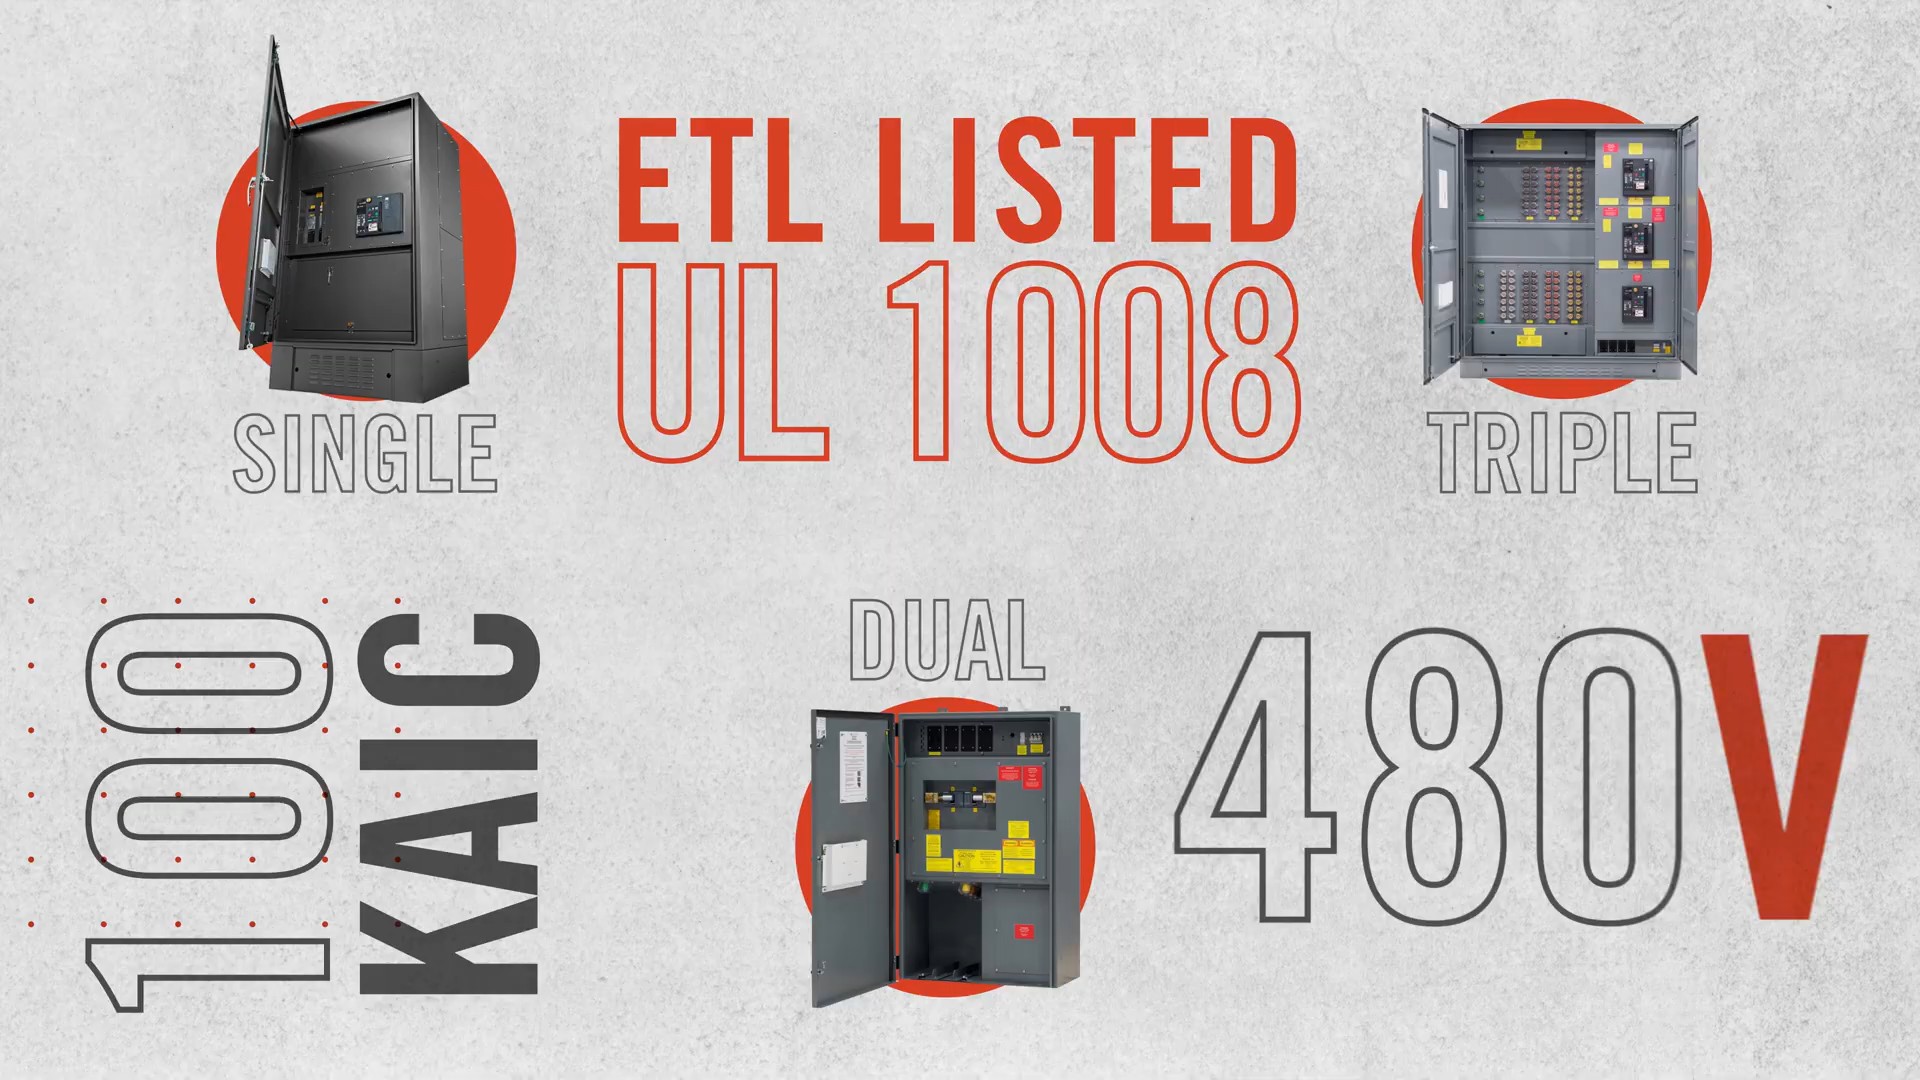 ETL LISTED
UL 1008
SINGLE
TRIPLE
100
KAIC
DUAL
480V